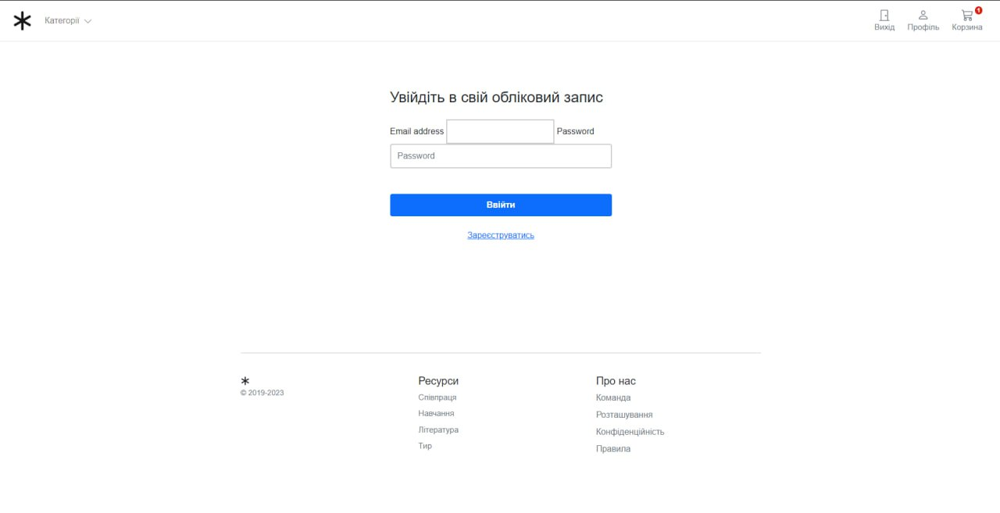 Категорії
Вихід
Профіль
1
Корзина
Увійдіть в свій обліковий запис
Email address Password
Password
Ввійти
Зареєструватись
© 2019-2023
Ресурси
Співпраця
Навчання
Література
Тир
Про нас
Команда
Розташування
Конфіденційність
Правила